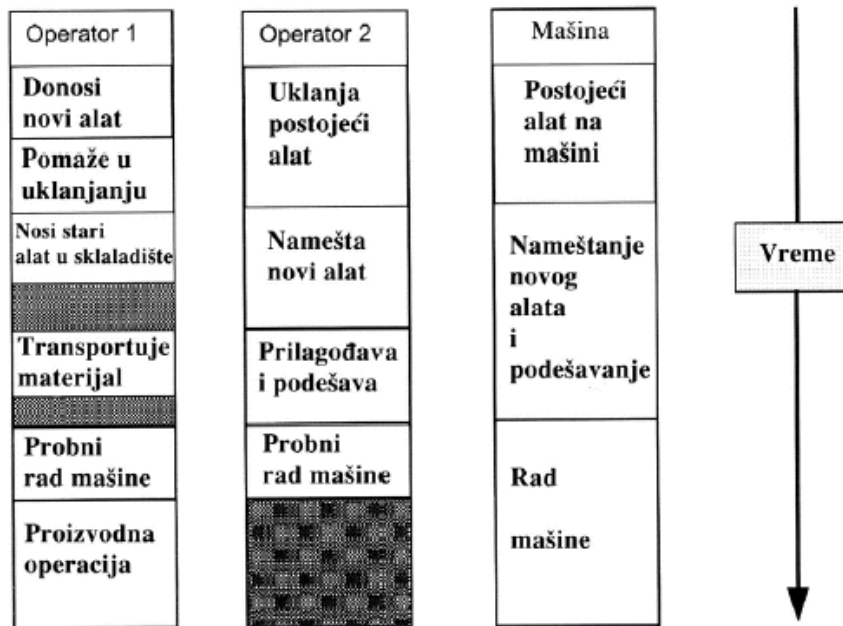 Operator 1
Donosi
novi alat
Pomaže u
uklanjanju
Nosi stari
alat u sklaladište
Transportuje
materijal
Probni
rad mašine
Proizvodna
operacija
Operator 2
Uklanja
postojeći
alat
Namešta
novi alat
Prilagođava
i podešava
Probni
rad mašine
Mašina
Postojeći
alat na
mašini
Nameštanje
novog
alata
i
podešavanje
Rad
mašine
Vreme